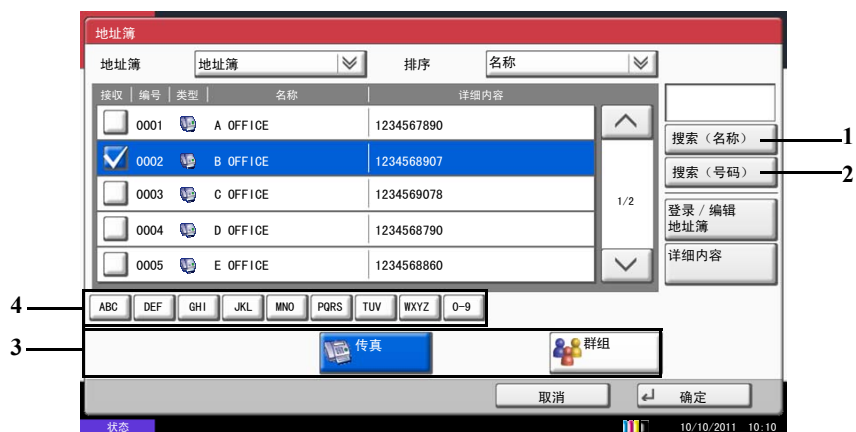 地址簿
地址簿 地址簿 排序 名称
接收 编号 类型 名称 详细内容
0001 A OFFICE 1234567890
0002 B OFFICE 1234568907
0003 C OFFICE 1234569078
0004 D OFFICE 1234568790
0005 E OFFICE 1234568860
1/2
搜索（名称） 1
搜索（号码） 2
登录 / 编辑
地址簿
详细内容
4 ABC DEF GHI JKL MNO PQRS TUV WXYZ 0-9
3 传真 群组
取消 确定
状态 10/10/2011 10:10